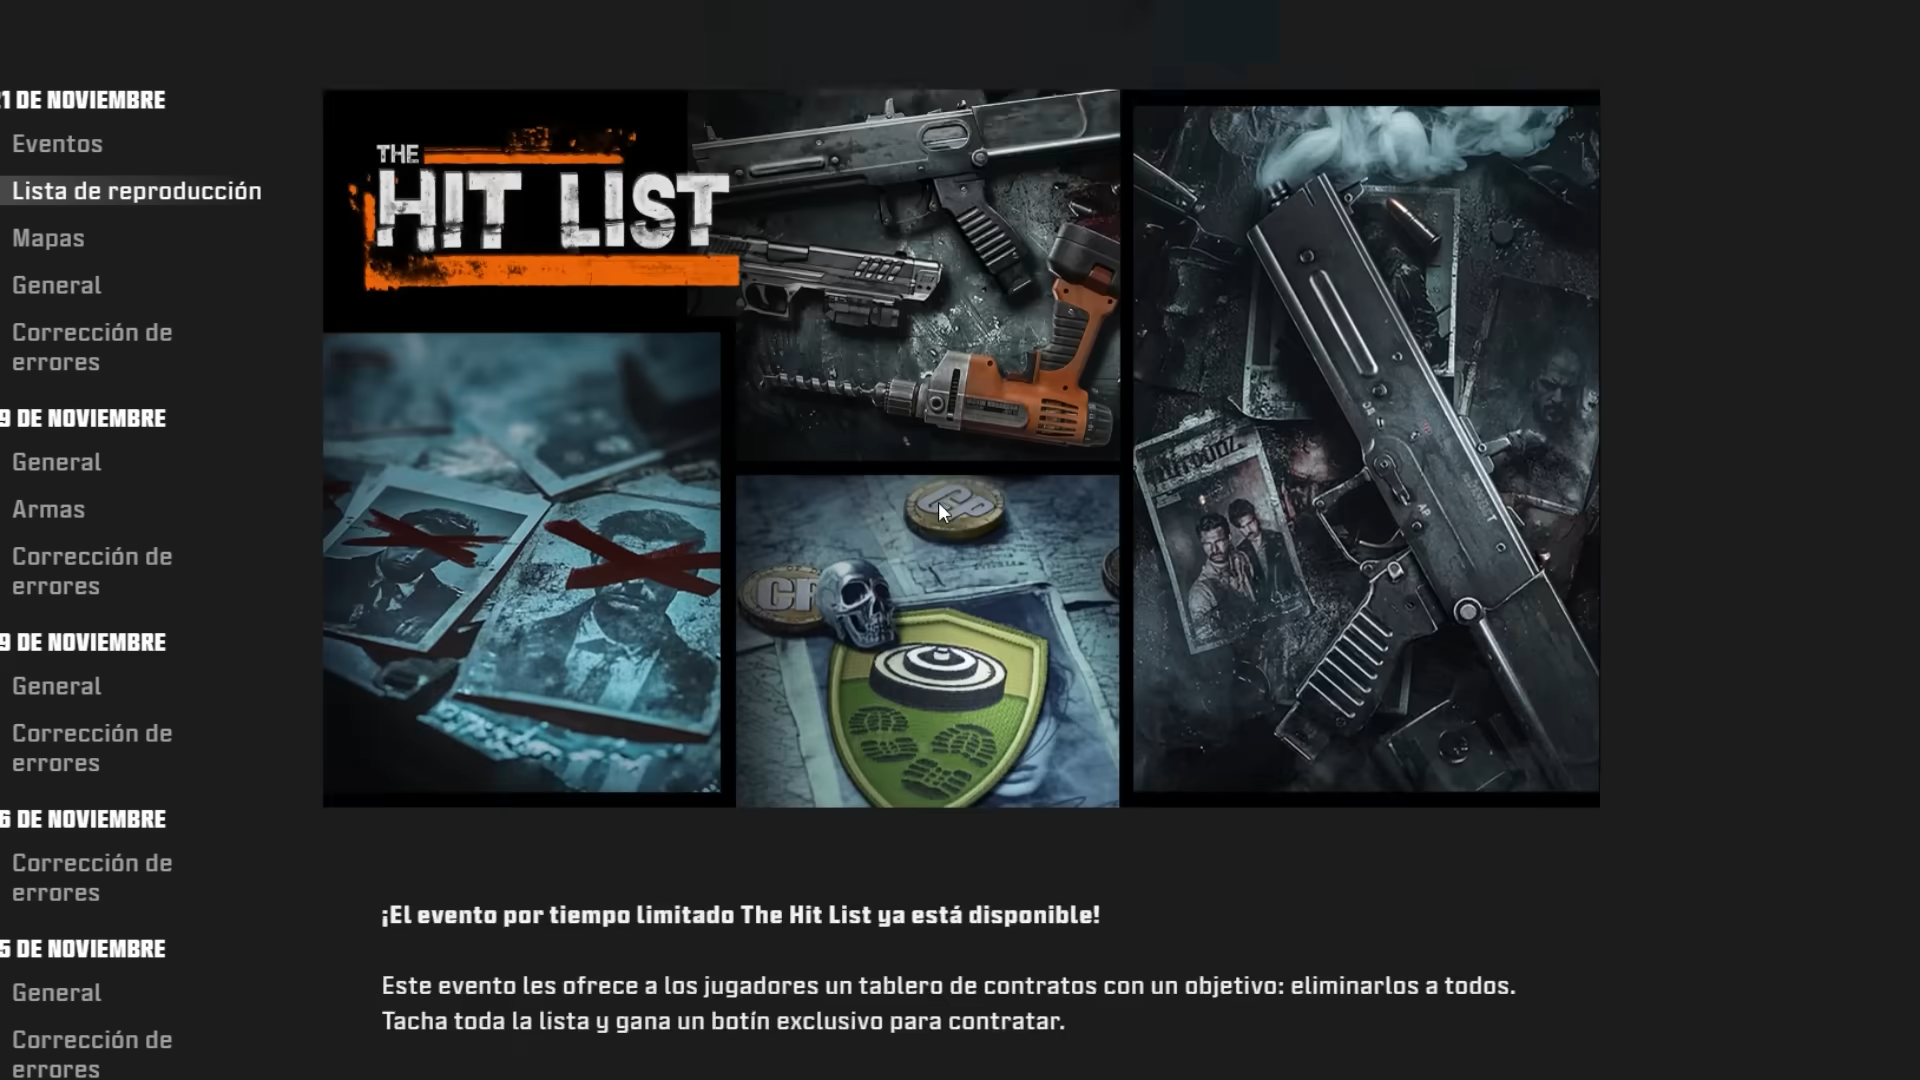 1 DE NOVIEMBRE
Eventos
Lista de reproducción
Mapas
General
Corrección de
errores
9 DE NOVIEMBRE
General
Armas
Corrección de
errores
9 DE NOVIEMBRE
General
Corrección de
errores
6 DE NOVIEMBRE
Corrección de
errores
5 DE NOVIEMBRE
General
Corrección de
errores
THE
HIT LIST
CP
CP
¡El evento por tiempo limitado The Hit List ya está disponible!
Este evento les ofrece a los jugadores un tablero de contratos con un objetivo: eliminarlos a todos.
Tacha toda la lista y gana un botín exclusivo para contratar.